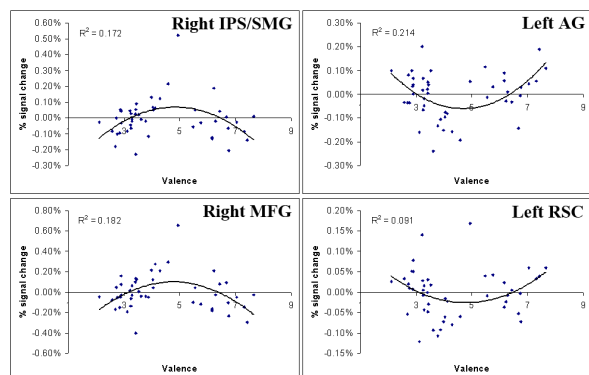 Right IPS/SMG
R² = 0.172
0.60%
0.50%
0.40%
0.30%
0.20%
0.10%
0.00%
-0.10%
-0.20%
-0.30%
% signal change
1 3 5 7 9
Valence
Left AG
R² = 0.214
0.30%
0.20%
0.10%
0.00%
-0.10%
-0.20%
-0.30%
% signal change
1 3 5 7 9
Valence
Right MFG
R² = 0.182
0.80%
0.60%
0.40%
0.20%
0.00%
-0.20%
-0.40%
-0.60%
% signal change
1 3 5 7 9
Valence
Left RSC
R² = 0.091
0.20%
0.15%
0.10%
0.05%
0.00%
-0.05%
-0.10%
-0.15%
% signal change
1 3 5 7 9
Valence